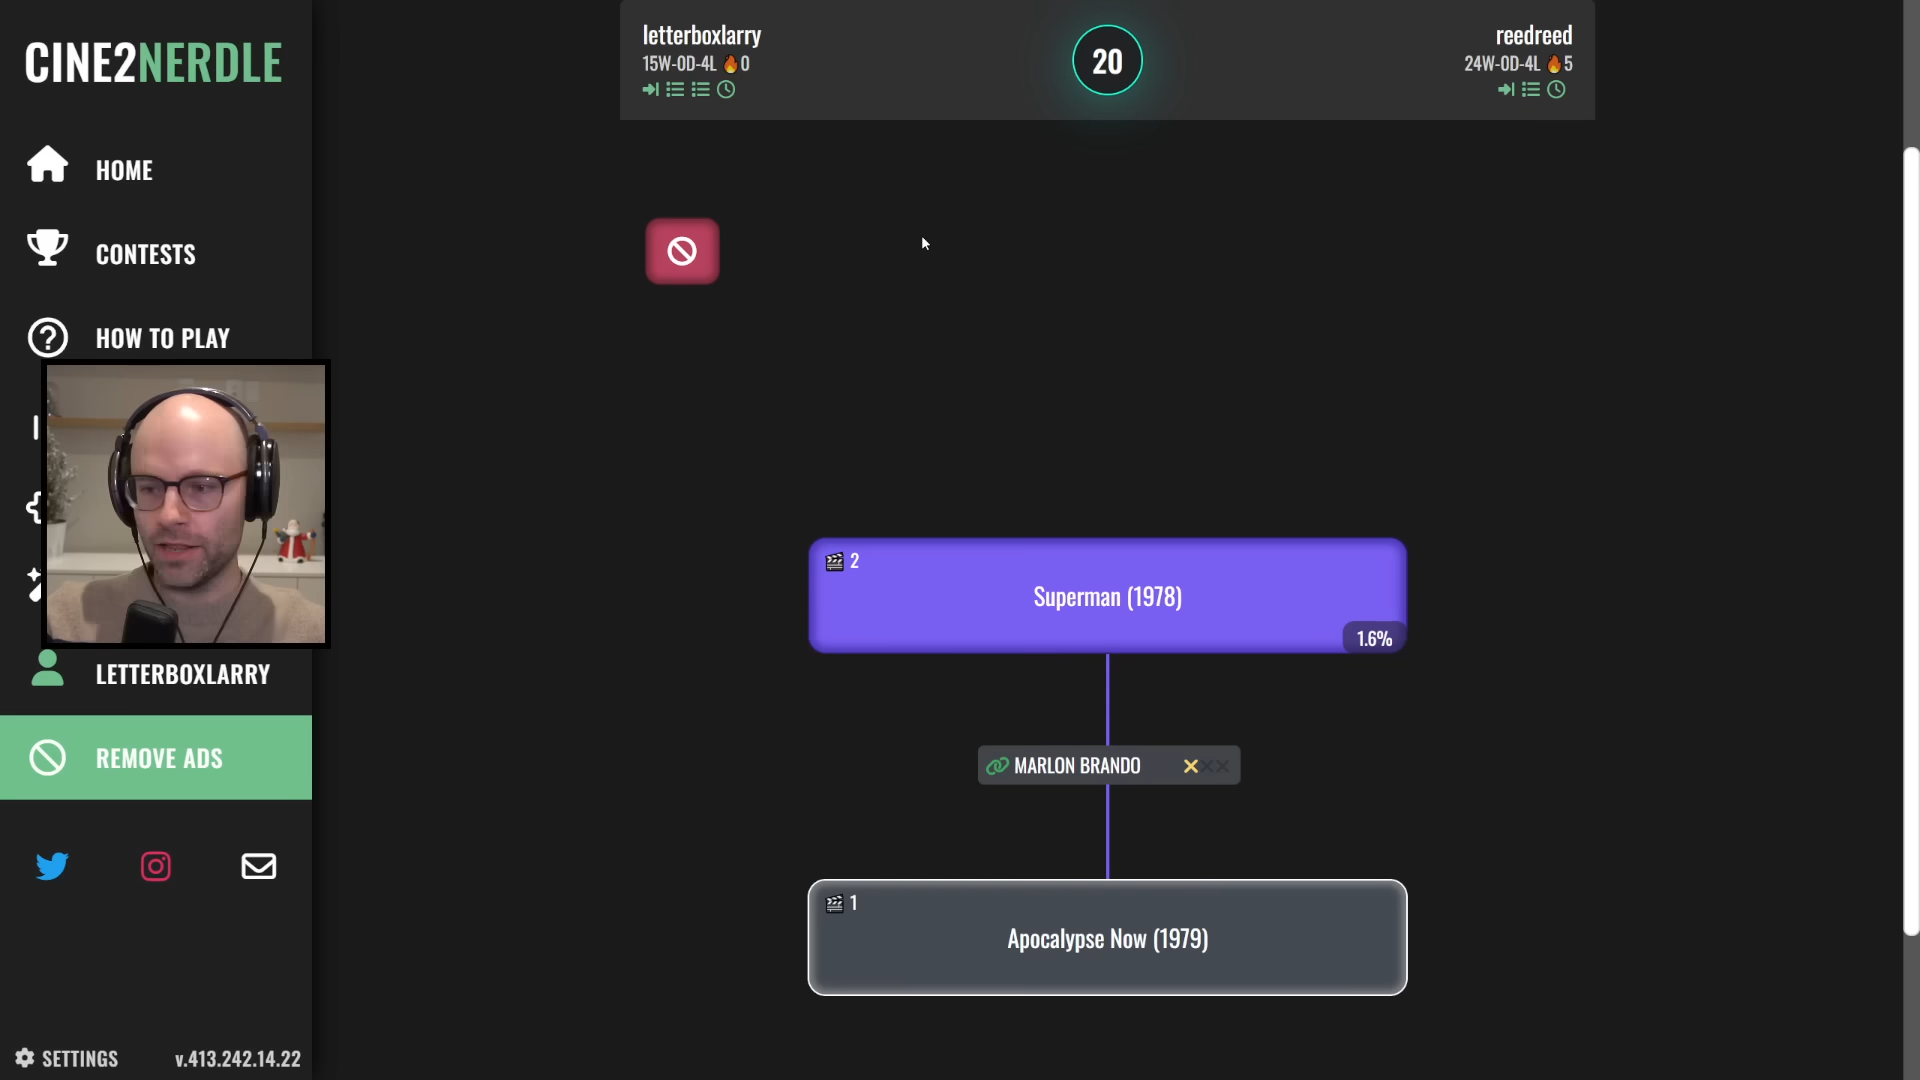 CINE2NERDLE
HOME
CONTESTS
HOW TO PLAY
LETTERBOXLARRY
REMOVE ADS
SETTINGS
v.413.242.14.22
letterboxlarry
15W-0D-4L 🔥0
20
reedreed
24W-0D-4L 🔥5
2
Superman (1978)
1.6%
MARLON BRANDO
1
Apocalypse Now (1979)